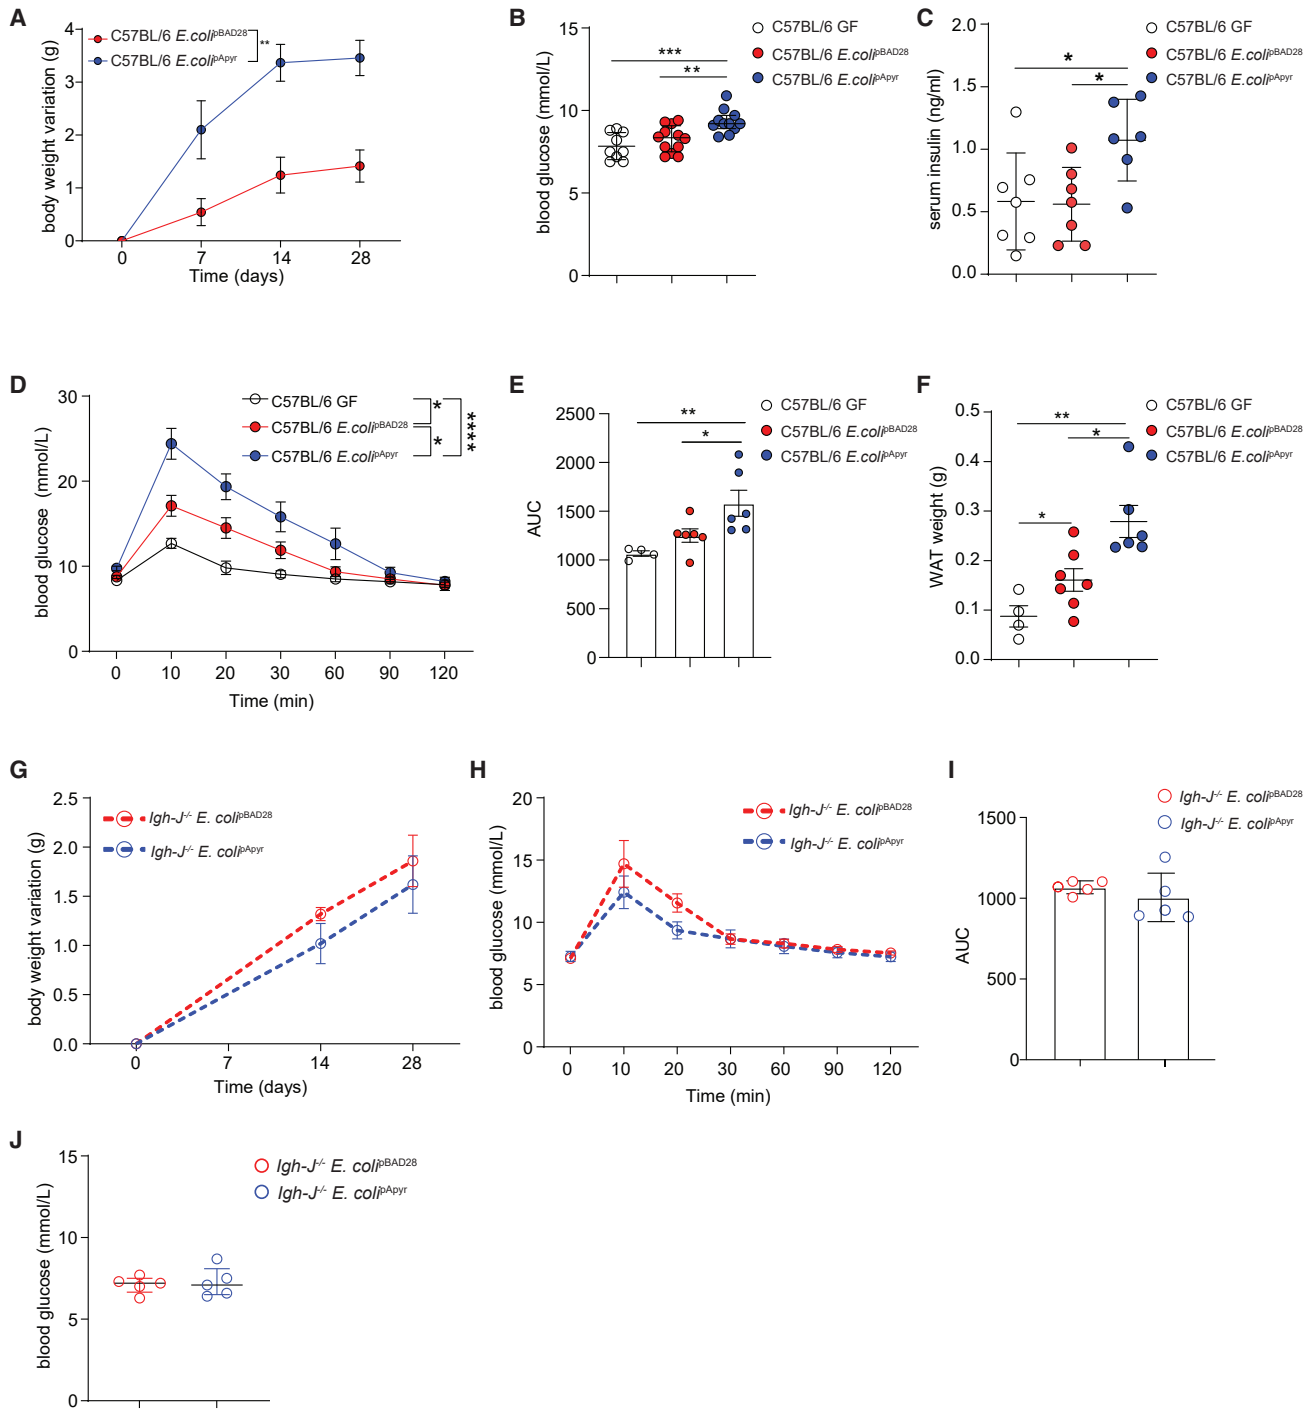 A
body weight variation (g)
4
3
2
1
0
0 7 14 28
Time (days)
C57BL/6 E.coli pBAD28
C57BL/6 E.coli pApyr
**
B
blood glucose (mmol/L)
15
10
5
0
***
**
C57BL/6 GF
C57BL/6 E.coli pBAD28
C57BL/6 E.coli pApyr
C
serum insulin (ng/ml)
2.0
1.5
1.0
0.5
0.0
*
*
C57BL/6 GF
C57BL/6 E.coli pBAD28
C57BL/6 E.coli pApyr
D
blood glucose (mmol/L)
30
20
10
0
0 10 20 30 60 90 120
Time (min)
C57BL/6 GF
C57BL/6 E.coli pBAD28
C57BL/6 E.coli pApyr
*
*
****
E
AUC
2500
2000
1500
1000
500
0
**
*
C57BL/6 GF
C57BL/6 E.coli pBAD28
C57BL/6 E.coli pApyr
F
WAT weight (g)
0.5
0.4
0.3
0.2
0.1
0.0
**
*
*
C57BL/6 GF
C57BL/6 E.coli pBAD28
C57BL/6 E.coli pApyr
G
body weight variation (g)
2.5
2.0
1.5
1.0
0.5
0.0
0 7 14 28
Time (days)
Igh-J-/- E. coli pBAD28
Igh-J-/- E. coli pApyr
H
blood glucose (mmol/L)
20
15
10
5
0
0 10 20 30 60 90 120
Time (min)
Igh-J-/- E. coli pBAD28
Igh-J-/- E. coli pApyr
I
AUC
1500
1000
500
0
Igh-J-/- E. coli pBAD28
Igh-J-/- E. coli pApyr
J
blood glucose (mmol/L)
15
10
5
0
Igh-J-/- E. coli pBAD28
Igh-J-/- E. coli pApyr